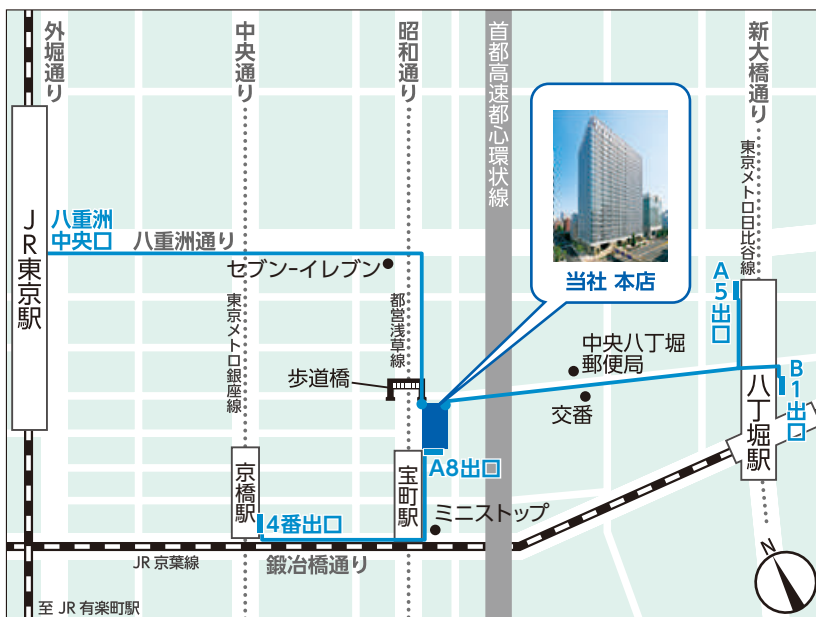 外堀通り
中央通り
昭和通り
首都高速都心環状線
新大橋通り
東京メトロ日比谷線
JR東京駅
八重洲
中央口
八重洲通り
セブン-イレブン
当社 本店
A5出口
東京メトロ銀座線
都営浅草線
中央八丁堀
郵便局
歩道橋
交番
B1出口
八丁堀駅
京橋駅
宝町駅
A8出口
4番出口
ミニストップ
JR 京葉線
鍛冶橋通り
N
至 JR 有楽町駅